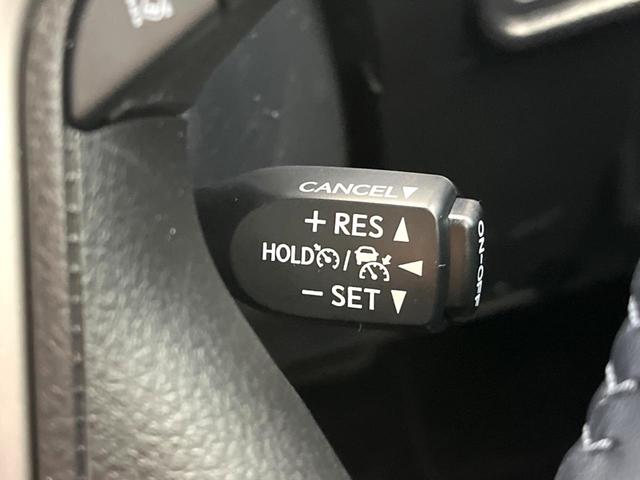 CANCEL▼
+ RES ▲
HOLD / ◀
− SET ▼
ON-OFF